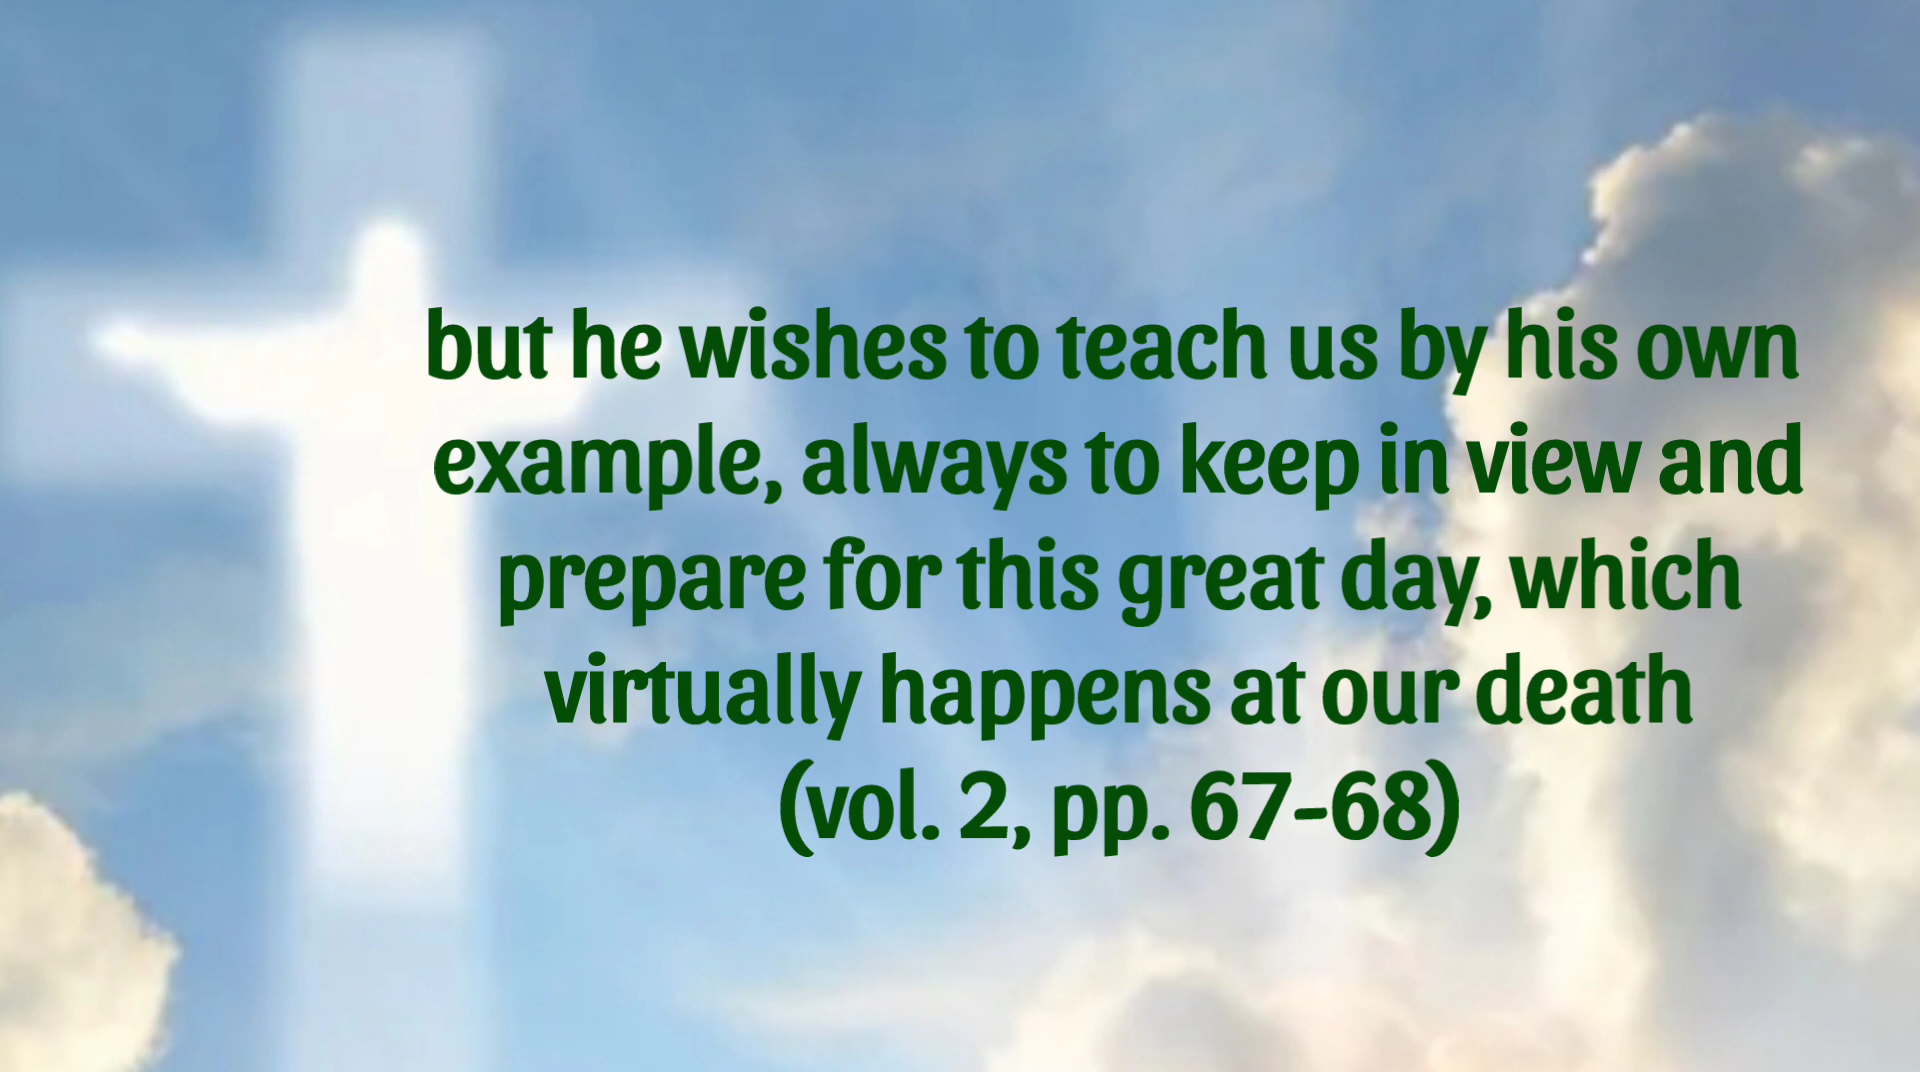 but he wishes to teach us by his own
example, always to keep in view and
prepare for this great day, which
virtually happens at our death
(vol. 2, pp. 67-68)